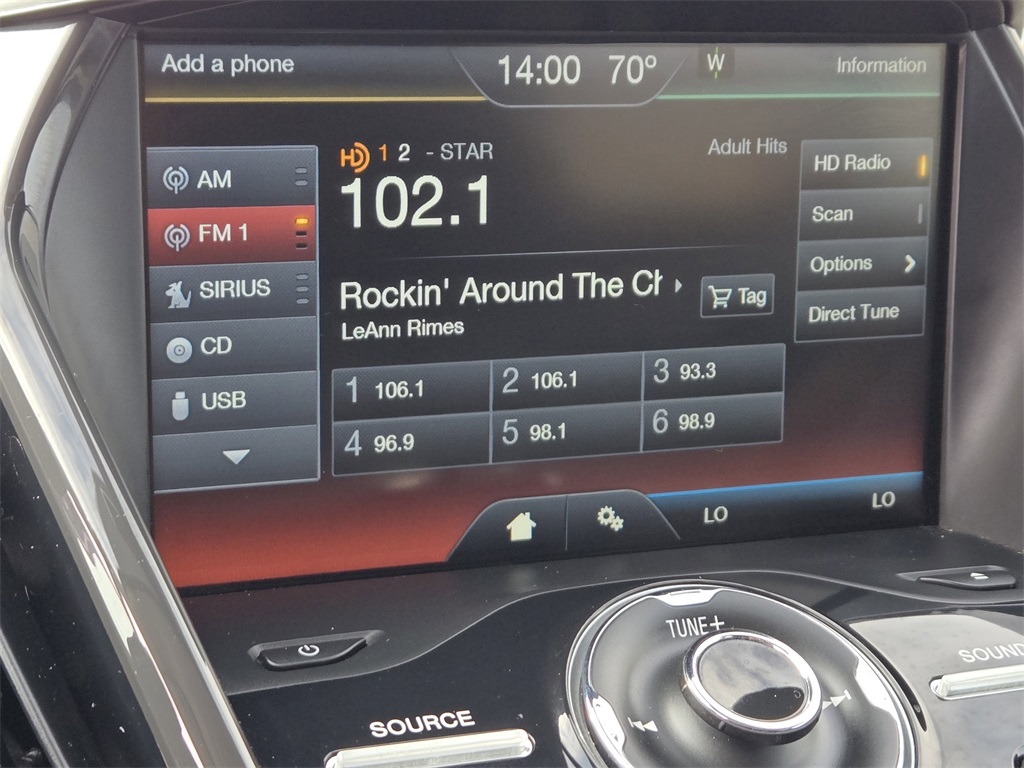 Add a phone
14:00 70°
W
Information
AM
FM 1
SIRIUS
CD
USB
HD 1 2 - STAR
Adult Hits
102.1
Rockin' Around The Ch
LeAnn Rimes
Tag
1 106.1
2 106.1
3 93.3
4 96.9
5 98.1
6 98.9
HD Radio
Scan
Options
Direct Tune
LO
LO
TUNE+
SOURCE
SOUND